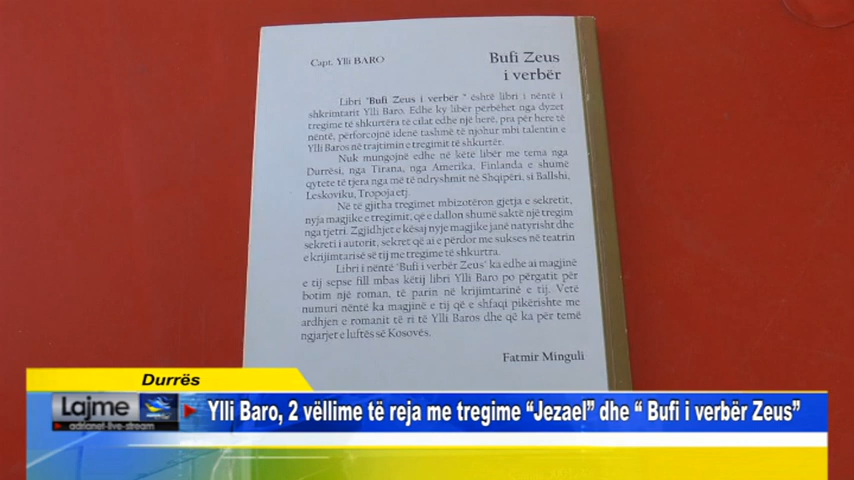 Capt. Ylli BARO
Bufi Zeus
i verbër
Libri "Bufi Zeus i verbër " është libri i nëntë i
shkrimtarit Ylli Baro. Edhe ky libër përbëhet nga dyzet
tregime të shkurtëra të cilat edhe një herë, pra për here të
nëntë, përforcojnë idenë tashmë të njohur mbi talentin e
Ylli Baros në trajtimin e tregimit të shkurtër.
Nuk mungojnë edhe në këtë libër me tema nga
Durrësi, nga Tirana, nga Amerika, Finlanda e shumë
qytete të tjera nga më të ndryshmit në Shqipëri, si Ballshi,
Leskoviku, Tropoja etj.
Në të gjitha tregimet mbizotëron gjetja e sekretit,
nyja magjike e tregimit, që e dallon shumë saktë një tregim
nga tjetri. Zgjidhjet e kësaj nyje magjike janë natyrisht dhe
sekreti i autorit, sekret që ai e përdor me sukses në teatrin
e krijimtarisë së tij me tregime të shkurtra.
Libri i nëntë "Bufi i verbër Zeus" ka edhe ai magjinë
e tij sepse fill mbas këtij libri Ylli Baro po përgatit për
botim një roman, të parin në krijimtarinë e tij. Vetë
numuri nëntë ka magjinë e tij që e shfaqi pikërishte me
ardhjen e romanit të ri të Ylli Baros dhe që ka për temë
ngjarjet e luftës së Kosovës.
Fatmir Minguli
Durrës
Lajme
adrianet-live-stream
Ylli Baro, 2 vëllime të reja me tregime “Jezael” dhe “ Bufi i verbër Zeus”